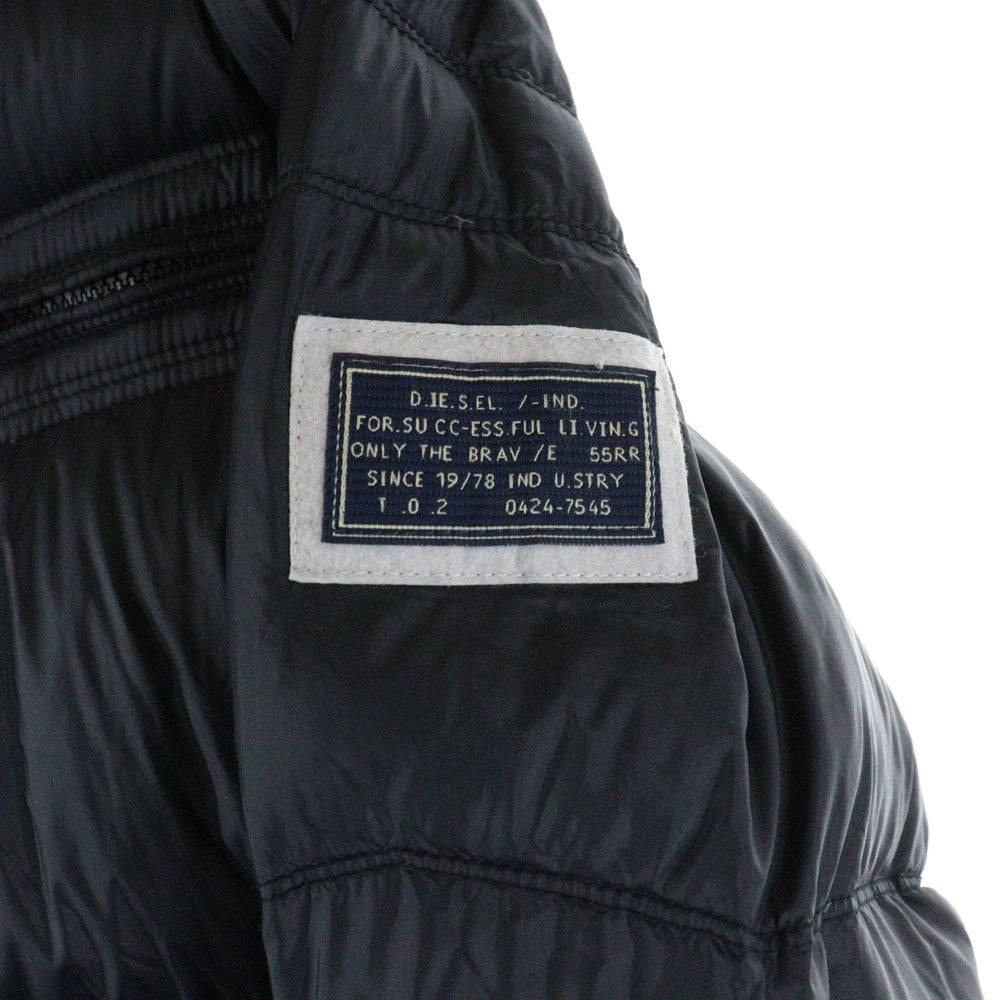 D.IE.S.EL. /-IND.
FOR.SU CC-ESS.FUL LI VIN.G
ONLY THE BRAV /E 55RR
SINCE 19/78 IND U.STRY
T .0 .2 0424-7545